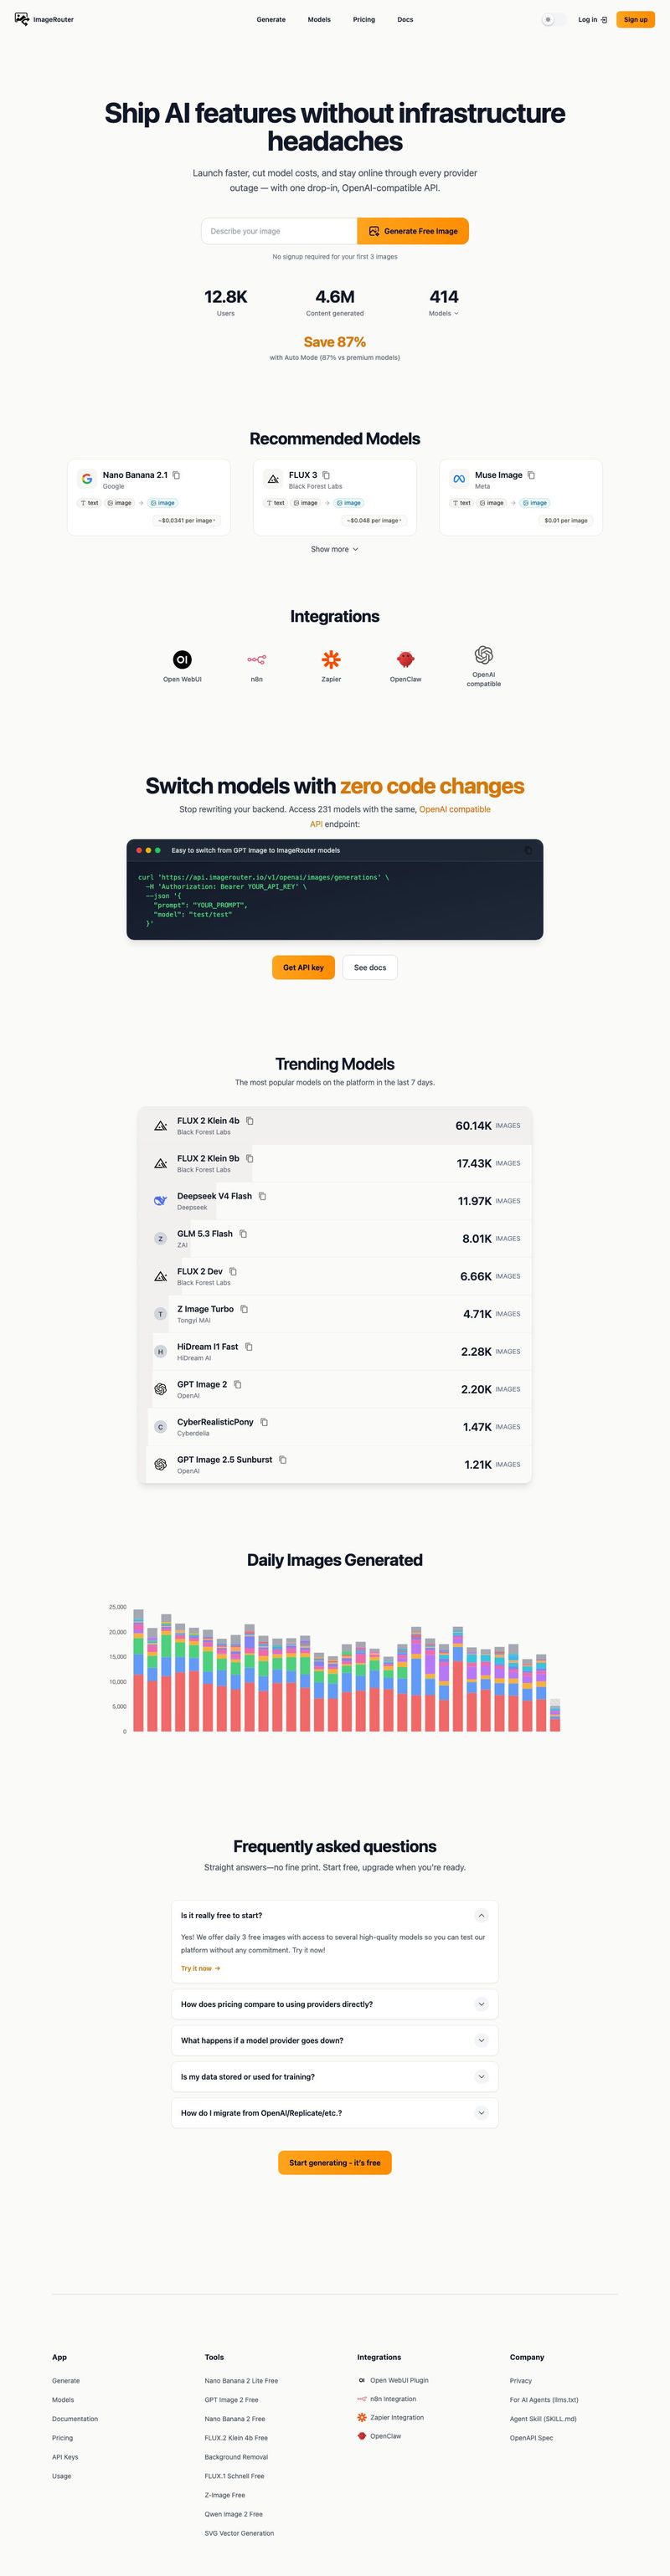 ImageRouter
Generate
Models
Pricing
Docs
Log in
Sign up
Ship AI features without infrastructure
headaches
Launch faster, cut model costs, and stay online through every provider
outage — with one drop-in, OpenAI-compatible API.
Describe your image
Generate Free Image
No signup required for your first 3 images
12.8K
Users
4.6M
Content generated
414
Models
Save 87%
with Auto Mode (87% vs premium models)
Recommended Models
Nano Banana 2.1
Google
text image → image
~$0.0341 per image*
FLUX 3
Black Forest Labs
text image → image
~$0.048 per image*
Muse Image
Meta
text image → image
$0.01 per image
Show more
Integrations
Open WebUI
n8n
Zapier
OpenClaw
OpenAI
compatible
Switch models with zero code changes
Stop rewriting your backend. Access 231 models with the same, OpenAI compatible
API endpoint:
Easy to switch from GPT Image to ImageRouter models
curl 'https://api.imagerouter.io/v1/openai/images/generations' \
-H 'Authorization: Bearer YOUR_API_KEY' \
--json '{
"prompt": "YOUR_PROMPT",
"model": "test/test"
}'
Get API key
See docs
Trending Models
The most popular models on the platform in the last 7 days.
FLUX 2 Klein 4b
Black Forest Labs
60.14K IMAGES
FLUX 2 Klein 9b
Black Forest Labs
17.43K IMAGES
Deepseek V4 Flash
Deepseek
11.97K IMAGES
Z
GLM 5.3 Flash
ZAI
8.01K IMAGES
FLUX 2 Dev
Black Forest Labs
6.66K IMAGES
T
Z Image Turbo
Tongyi MAI
4.71K IMAGES
H
HiDream I1 Fast
HiDream AI
2.28K IMAGES
GPT Image 2
OpenAI
2.20K IMAGES
C
CyberRealisticPony
Cyberdelia
1.47K IMAGES
GPT Image 2.5 Sunburst
OpenAI
1.21K IMAGES
Daily Images Generated
25,000
20,000
15,000
10,000
5,000
0
Frequently asked questions
Straight answers—no fine print. Start free, upgrade when you're ready.
Is it really free to start?
Yes! We offer daily 3 free images with access to several high-quality models so you can test our
platform without any commitment. Try it now!
Try it now →
How does pricing compare to using providers directly?
What happens if a model provider goes down?
Is my data stored or used for training?
How do I migrate from OpenAI/Replicate/etc.?
Start generating - it's free
App
Generate
Models
Documentation
Pricing
API Keys
Usage
Tools
Nano Banana 2 Lite Free
GPT Image 2 Free
Nano Banana 2 Free
FLUX.2 Klein 4b Free
Background Removal
FLUX.1 Schnell Free
Z-Image Free
Qwen Image 2 Free
SVG Vector Generation
Integrations
Open WebUI Plugin
n8n Integration
Zapier Integration
OpenClaw
Company
Privacy
For AI Agents (llms.txt)
Agent Skill (SKILL.md)
OpenAPI Spec